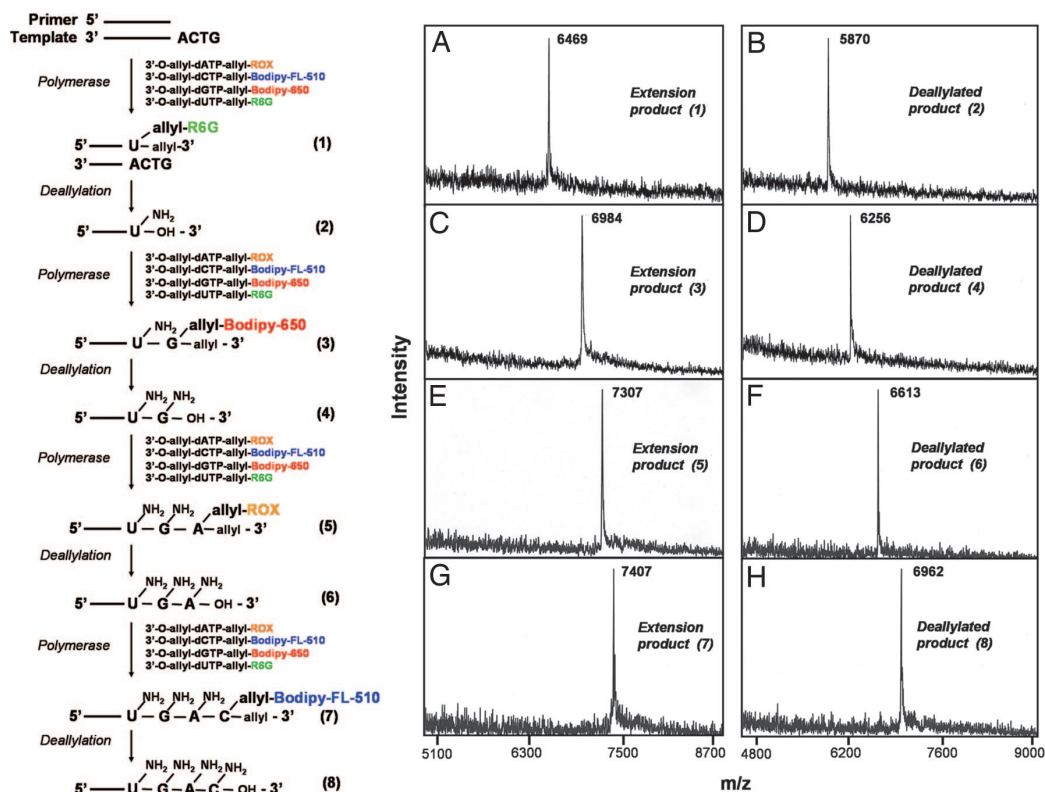 Primer 5'
Template 3' ACTG
Polymerase
3'-O-allyl-dATP-allyl-ROX
3'-O-allyl-dCTP-allyl-Bodipy-FL-510
3'-O-allyl-dGTP-allyl-Bodipy-650
3'-O-allyl-dUTP-allyl-R6G
allyl-R6G
5' U allyl-3' (1)
3' ACTG
Deallylation
NH2
5' U OH - 3' (2)
Polymerase
3'-O-allyl-dATP-allyl-ROX
3'-O-allyl-dCTP-allyl-Bodipy-FL-510
3'-O-allyl-dGTP-allyl-Bodipy-650
3'-O-allyl-dUTP-allyl-R6G
NH2 allyl-Bodipy-650
5' U - G - allyl - 3' (3)
Deallylation
NH2 NH2
5' U - G - OH - 3' (4)
Polymerase
3'-O-allyl-dATP-allyl-ROX
3'-O-allyl-dCTP-allyl-Bodipy-FL-510
3'-O-allyl-dGTP-allyl-Bodipy-650
3'-O-allyl-dUTP-allyl-R6G
NH2 NH2 allyl-ROX
5' U - G - A - allyl - 3' (5)
Deallylation
NH2 NH2 NH2
5' U - G - A - OH - 3' (6)
Polymerase
3'-O-allyl-dATP-allyl-ROX
3'-O-allyl-dCTP-allyl-Bodipy-FL-510
3'-O-allyl-dGTP-allyl-Bodipy-650
3'-O-allyl-dUTP-allyl-R6G
NH2 NH2 NH2 allyl-Bodipy-FL-510
5' U - G - A - C - allyl - 3' (7)
Deallylation
NH2 NH2 NH2 NH2
5' U - G - A - C - OH - 3' (8)
Intensity
A
6469
Extension
product (1)
B
5870
Deallylated
product (2)
C
6984
Extension
product (3)
D
6256
Deallylated
product (4)
E
7307
Extension
product (5)
F
6613
Deallylated
product (6)
G
7407
Extension
product (7)
H
6962
Deallylated
product (8)
5100 6300 7500 8700
4800 6200 7600 9000
m/z